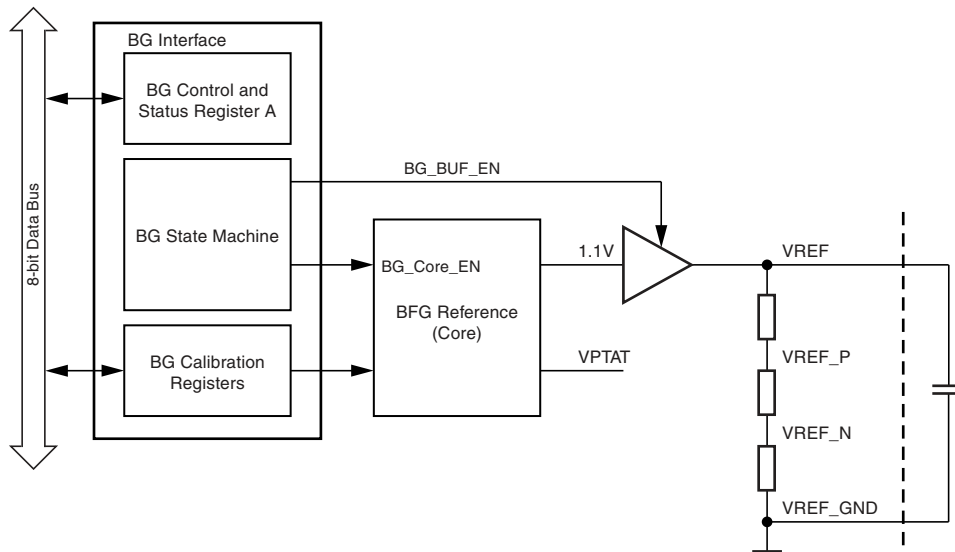 BG Interface
BG Control and
Status Register A
8-bit Data Bus
BG_BUF_EN
BG State Machine
1.1V
VREF
BG_Core_EN
BFG Reference
(Core)
VREF_P
BG Calibration
Registers
VPTAT
VREF_N
VREF_GND